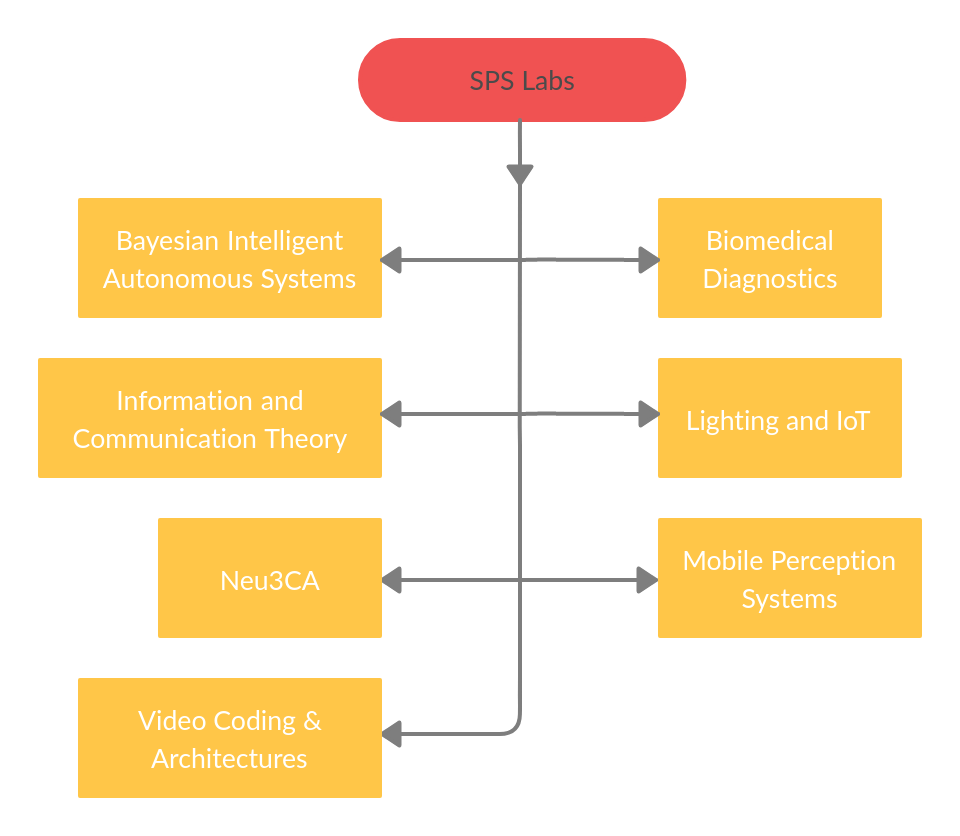 SPS Labs
Bayesian Intelligent
Autonomous Systems
Biomedical
Diagnostics
Information and
Communication Theory
Lighting and IoT
Neu3CA
Mobile Perception
Systems
Video Coding &
Architectures